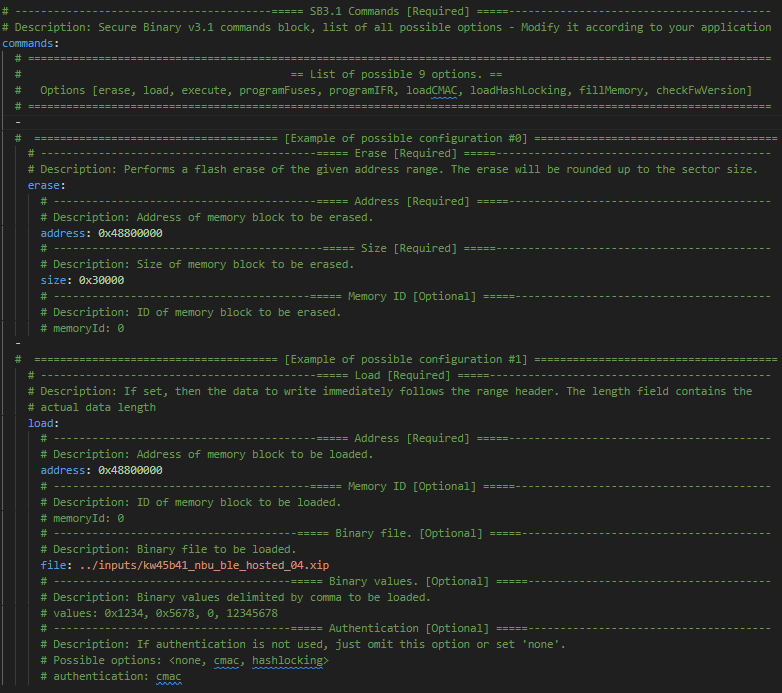 # ----------------------------------------===== SB3.1 Commands [Required] =====-----------------------------------------
# Description: Secure Binary v3.1 commands block, list of all possible options - Modify it according to your application
commands:
# ====================================================================================================================
# == List of possible 9 options. ==
# Options [erase, load, execute, programFuses, programIFR, loadCMAC, loadHashLocking, fillMemory, checkFwVersion]
# ====================================================================================================================
-
# ====================================== [Example of possible configuration #0] ======================================
# -------------------------------------------===== Erase [Required] =====-------------------------------------------
# Description: Performs a flash erase of the given address range. The erase will be rounded up to the sector size.
erase:
# -----------------------------------------===== Address [Required] =====-----------------------------------------
# Description: Address of memory block to be erased.
address: 0x48800000
# ------------------------------------------===== Size [Required] =====-------------------------------------------
# Description: Size of memory block to be erased.
size: 0x30000
# ----------------------------------------===== Memory ID [Optional] =====----------------------------------------
# Description: ID of memory block to be erased.
# memoryId: 0
-
# ====================================== [Example of possible configuration #1] ======================================
# -------------------------------------------===== Load [Required] =====--------------------------------------------
# Description: If set, then the data to write immediately follows the range header. The length field contains the
# actual data length
load:
# -----------------------------------------===== Address [Required] =====-----------------------------------------
# Description: Address of memory block to be loaded.
address: 0x48800000
# ----------------------------------------===== Memory ID [Optional] =====----------------------------------------
# Description: ID of memory block to be loaded.
# memoryId: 0
# --------------------------------------===== Binary file. [Optional] =====---------------------------------------
# Description: Binary file to be loaded.
file: ../inputs/kw45b41_nbu_ble_hosted_04.xip
# -------------------------------------===== Binary values. [Optional] =====--------------------------------------
# Description: Binary values delimited by comma to be loaded.
# values: 0x1234, 0x5678, 0, 12345678
# -------------------------------------===== Authentication [Optional] =====--------------------------------------
# Description: If authentication is not used, just omit this option or set 'none'.
# Possible options: <none, cmac, hashlocking>
# authentication: cmac